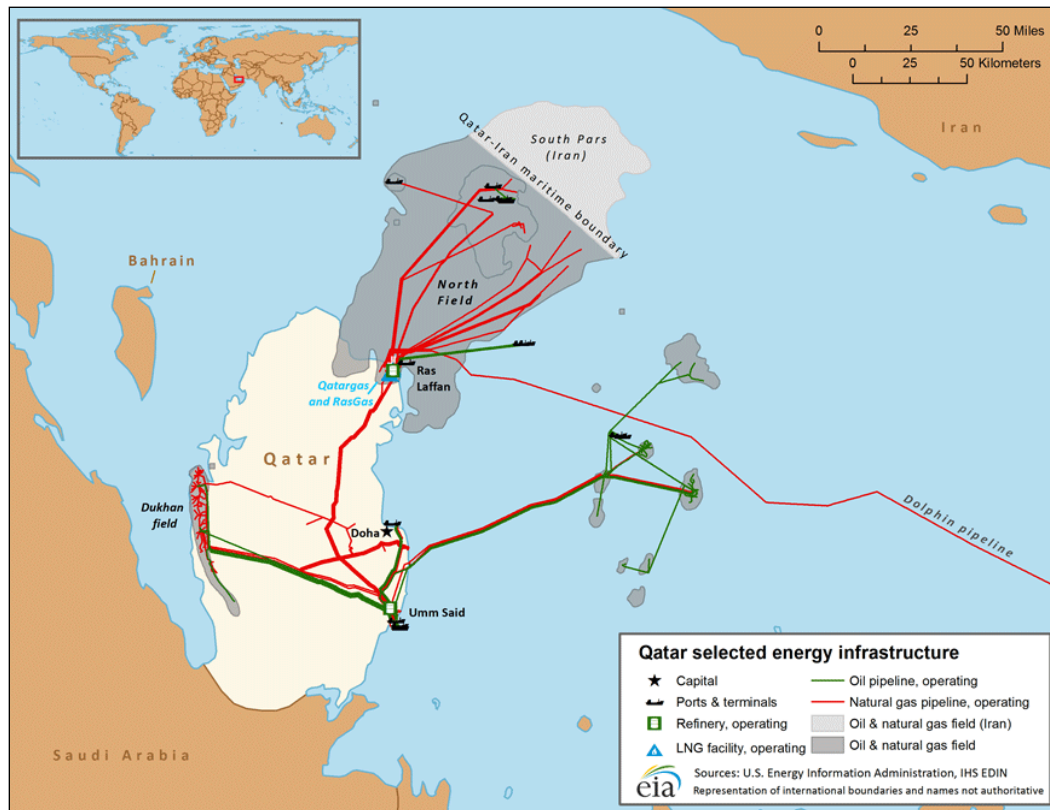 0 25 50 Miles
0 25 50 Kilometers
Iran
South Pars
(Iran)
Qatar-Iran maritime boundary
Bahrain
North
Field
Ras
Laffan
Qatargas
and RasGas
Qatar
Dukhan
field
Doha
Dolphin pipeline
Umm Said
Saudi Arabia
Qatar selected energy infrastructure
Capital
Ports & terminals
Refinery, operating
LNG facility, operating
Oil pipeline, operating
Natural gas pipeline, operating
Oil & natural gas field (Iran)
Oil & natural gas field
eia
Sources: U.S. Energy Information Administration, IHS EDIN
Representation of international boundaries and names not authoritative